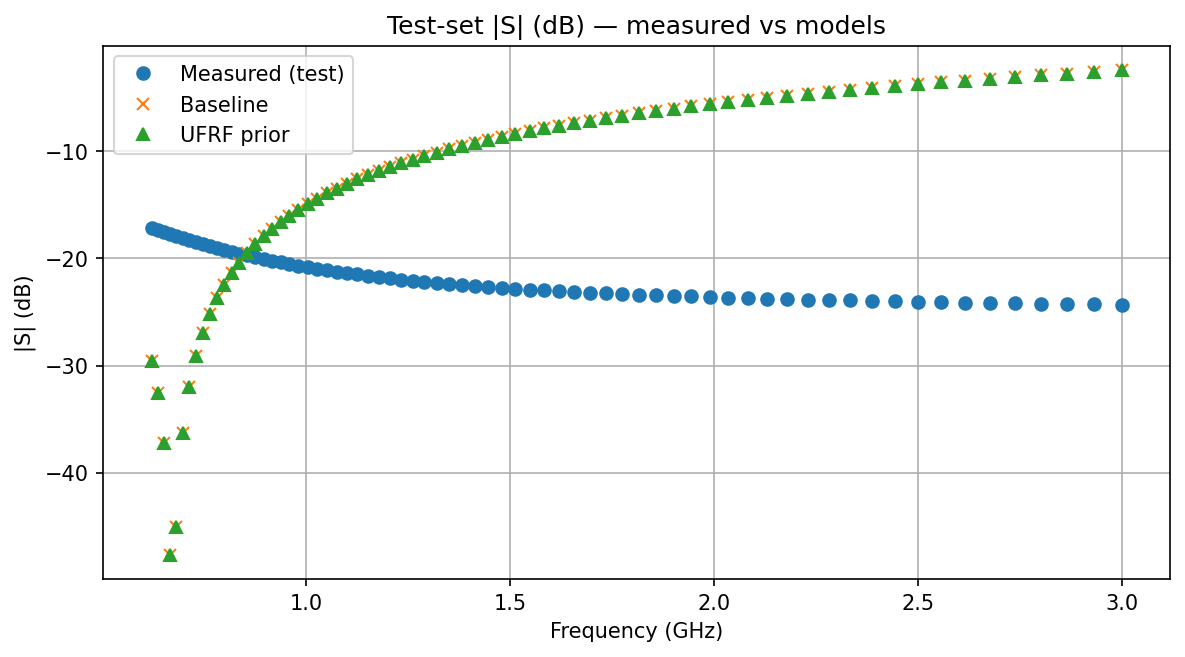 Test-set |S| (dB) — measured vs models
Measured (test)
Baseline
UFRF prior
|S| (dB)
−10
−20
−30
−40
1.0 1.5 2.0 2.5 3.0
Frequency (GHz)